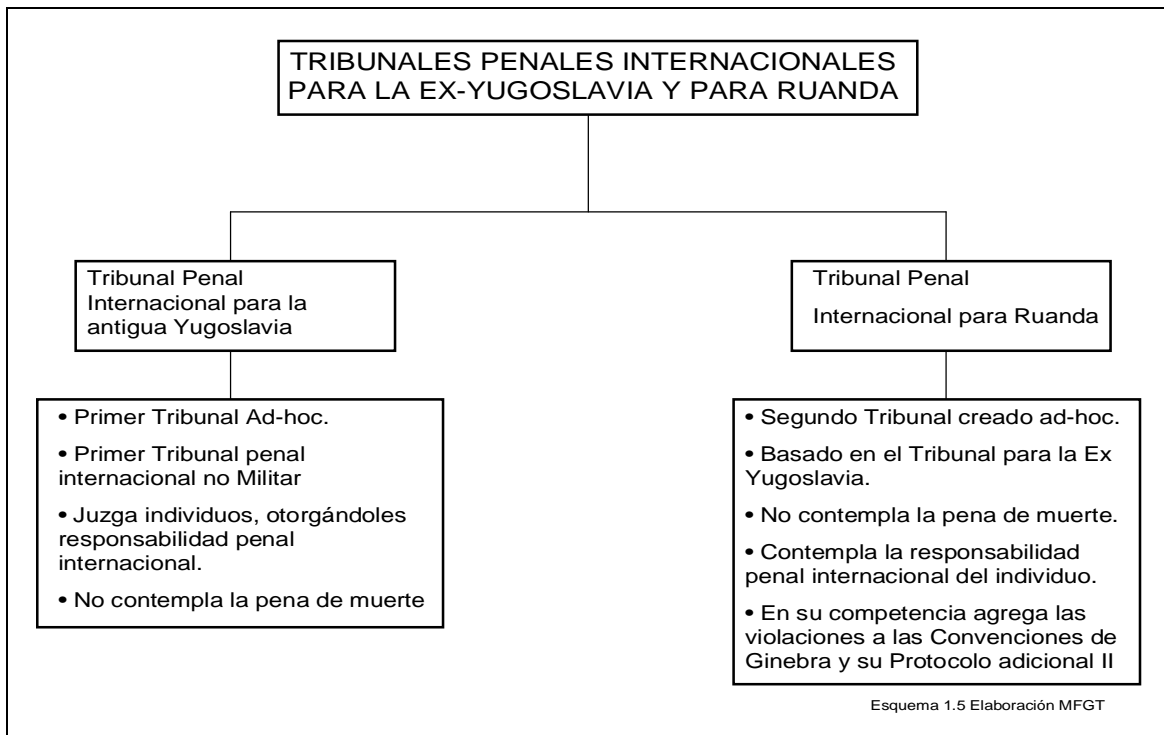 TRIBUNALES PENALES INTERNACIONALES
PARA LA EX-YUGOSLAVIA Y PARA RUANDA
Tribunal Penal
Internacional para la
antigua Yugoslavia
• Primer Tribunal Ad-hoc.
• Primer Tribunal penal
internacional no Militar
• Juzga individuos, otorgándoles
responsabilidad penal
internacional.
• No contempla la pena de muerte
Tribunal Penal
Internacional para Ruanda
• Segundo Tribunal creado ad-hoc.
• Basado en el Tribunal para la Ex
Yugoslavia.
• No contempla la pena de muerte.
• Contempla la responsabilidad
penal internacional del individuo.
• En su competencia agrega las
violaciones a las Convenciones de
Ginebra y su Protocolo adicional II
Esquema 1.5 Elaboración MFGT